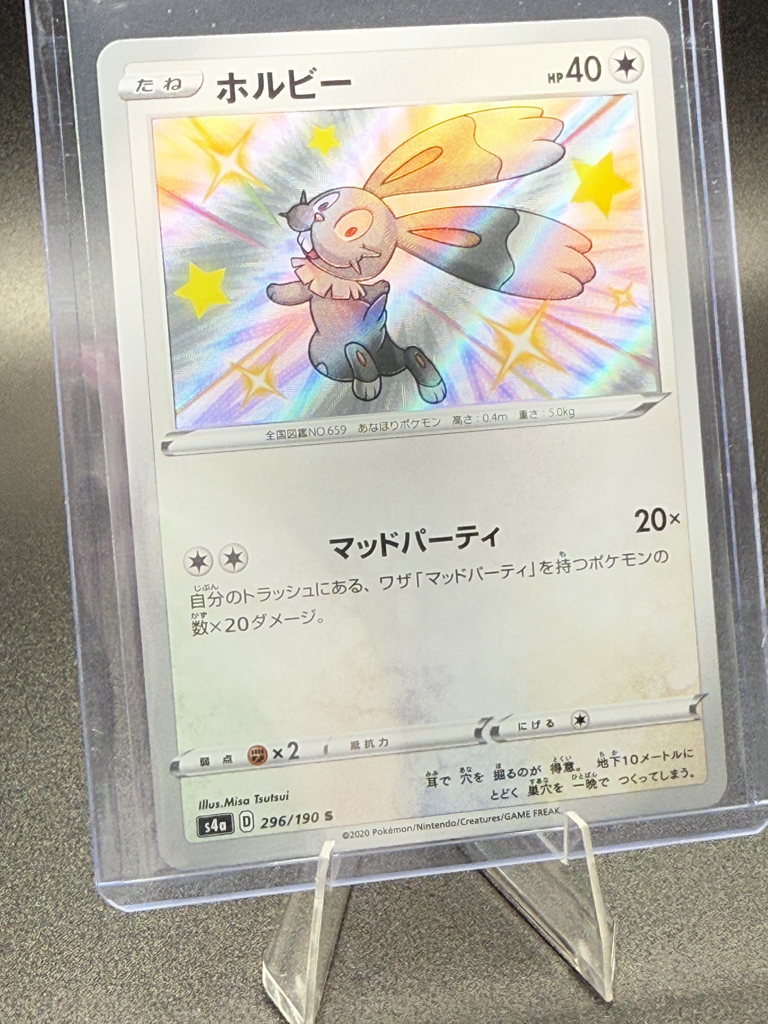 たね ホルビー HP40
全国図鑑NO.659 あなほりポケモン 高さ:0.4m 重さ:5.0kg
マッドパーティ 20×
自分のトラッシュにある、ワザ「マッドパーティ」を持つポケモンの
数×20ダメージ。
弱点 ×2 抵抗力 にげる
耳で 穴を 掘るのが 得意。 地下10メートルに
とどく 巣穴を 一晩で つくってしまう。
Illus.Misa Tsutsui
s4a D 296/190 S
©2020 Pokémon/Nintendo/Creatures/GAME FREAK.